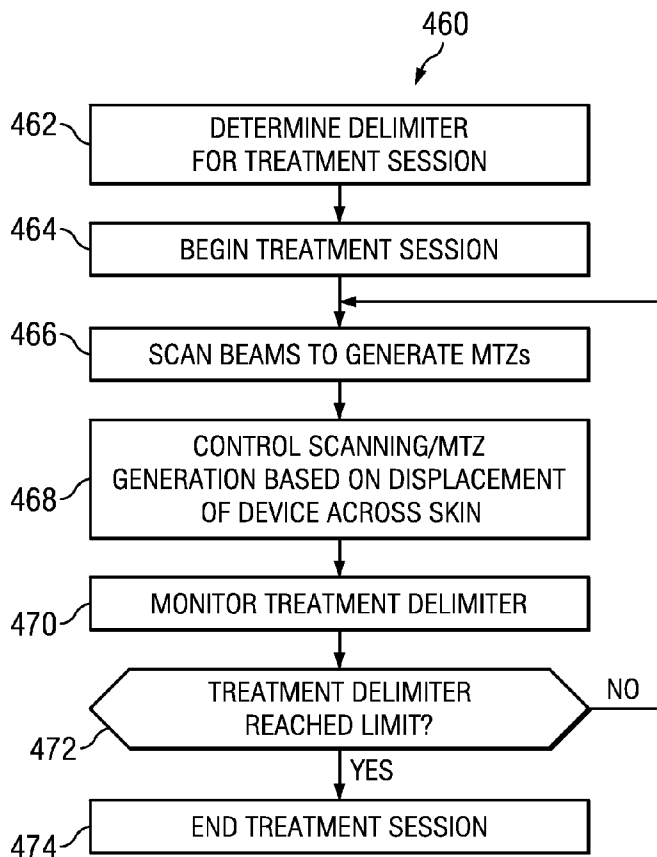 460
462
DETERMINE DELIMITER
FOR TREATMENT SESSION
464
BEGIN TREATMENT SESSION
466
SCAN BEAMS TO GENERATE MTZs
468
CONTROL SCANNING/MTZ
GENERATION BASED ON DISPLACEMENT
OF DEVICE ACROSS SKIN
470
MONITOR TREATMENT DELIMITER
472
TREATMENT DELIMITER
REACHED LIMIT?
NO
YES
474
END TREATMENT SESSION